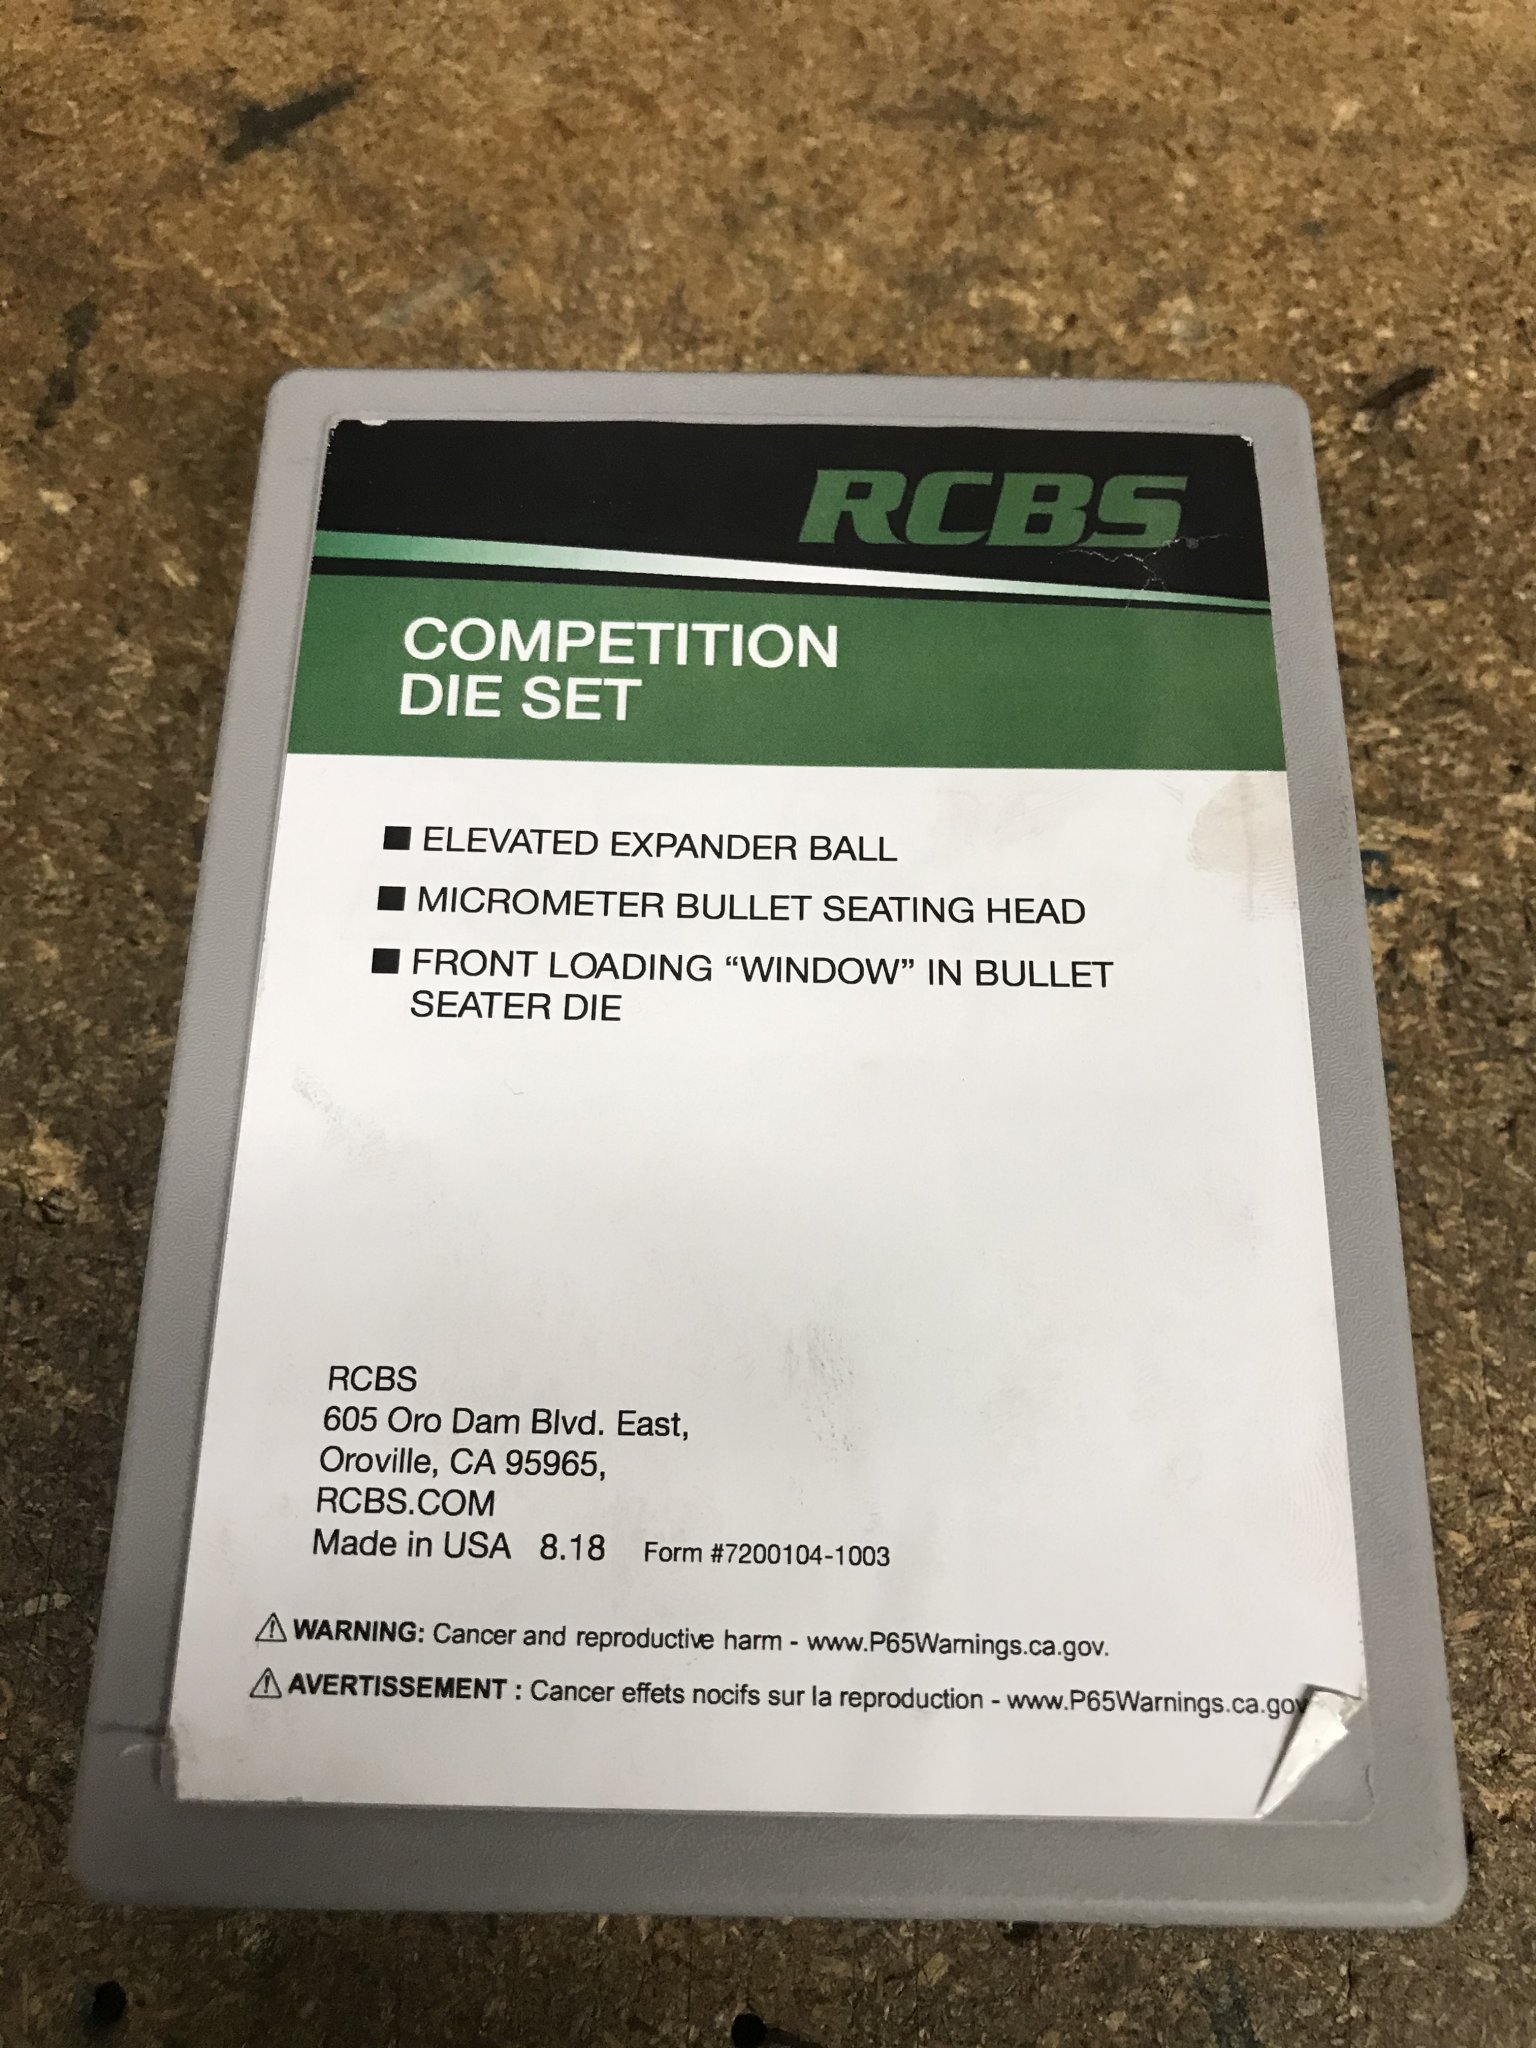 RCBS.
COMPETITION
DIE SET
■ ELEVATED EXPANDER BALL
■ MICROMETER BULLET SEATING HEAD
■ FRONT LOADING “WINDOW” IN BULLET
SEATER DIE
RCBS
605 Oro Dam Blvd. East,
Oroville, CA 95965,
RCBS.COM
Made in USA 8.18 Form #7200104-1003
⚠ WARNING: Cancer and reproductive harm - www.P65Warnings.ca.gov.
⚠ AVERTISSEMENT : Cancer effets nocifs sur la reproduction - www.P65Warnings.ca.gov